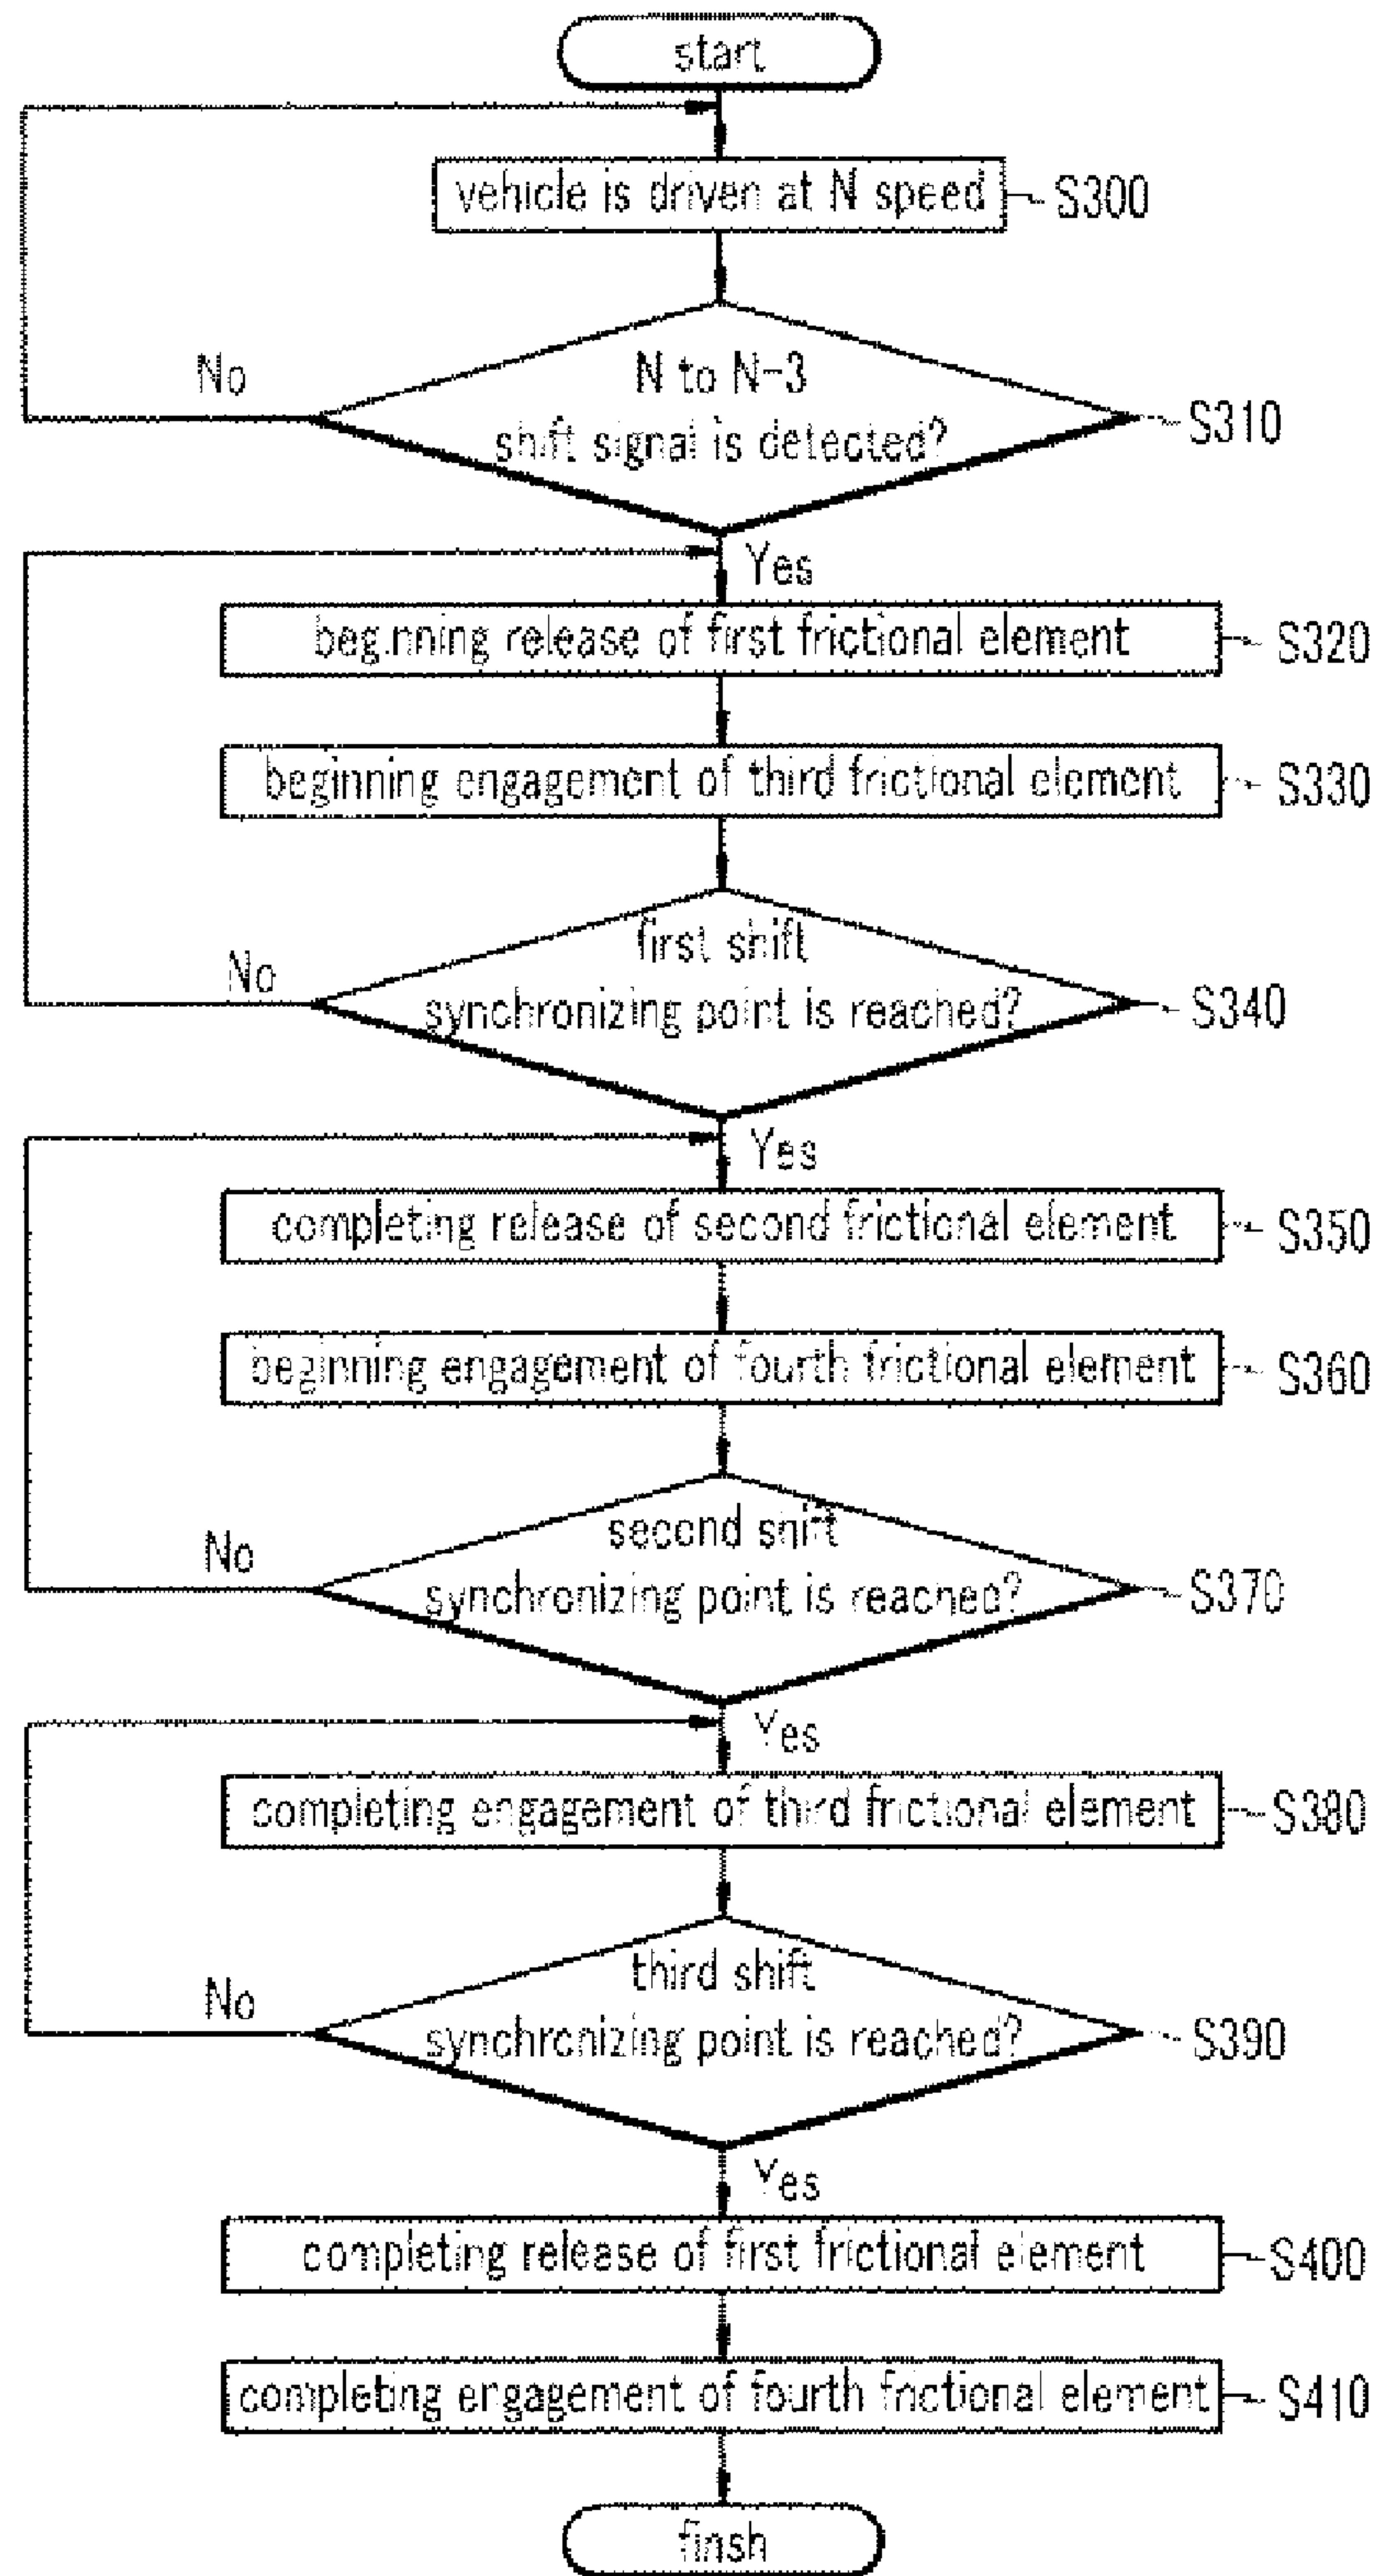 start
vehicle is driven at N speed
S300
No
N to N-3
shift signal is detected?
S310
Yes
beginning release of first frictional element
S320
beginning engagement of third frictional element
S330
No
first shift
synchronizing point is reached?
S340
Yes
completing release of second frictional element
S350
beginning engagement of fourth frictional element
S360
No
second shift
synchronizing point is reached?
S370
Yes
completing engagement of third frictional element
S380
No
third shift
synchronizing point is reached?
S390
Yes
completing release of first frictional element
S400
completing engagement of fourth frictional element
S410
finsh